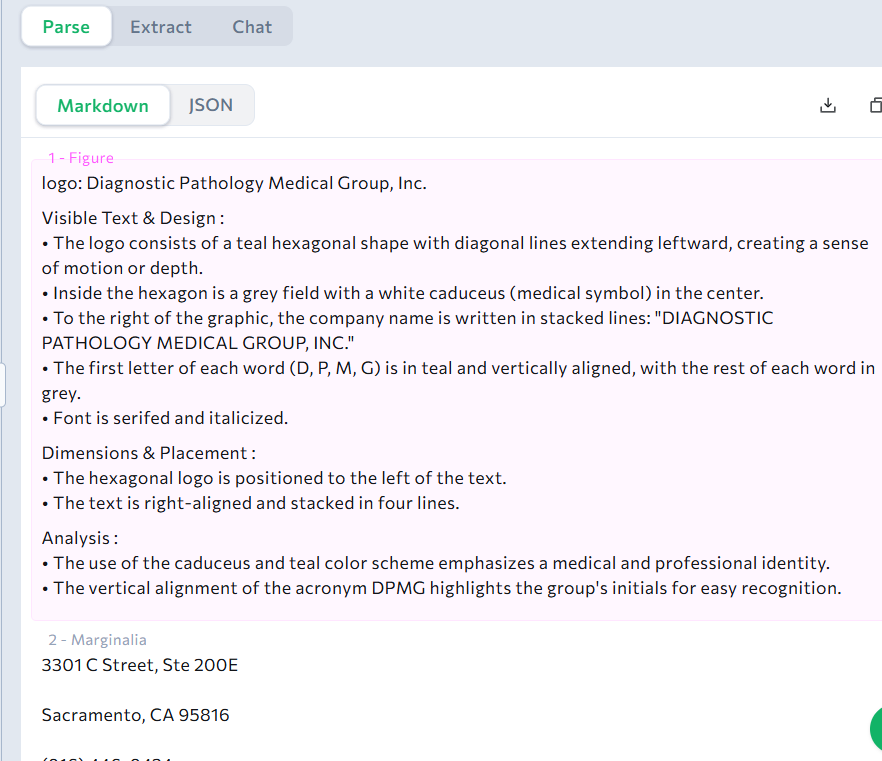 Parse Extract Chat
Markdown JSON
1 - Figure
logo: Diagnostic Pathology Medical Group, Inc.
Visible Text & Design :
• The logo consists of a teal hexagonal shape with diagonal lines extending leftward, creating a sense
of motion or depth.
• Inside the hexagon is a grey field with a white caduceus (medical symbol) in the center.
• To the right of the graphic, the company name is written in stacked lines: "DIAGNOSTIC
PATHOLOGY MEDICAL GROUP, INC."
• The first letter of each word (D, P, M, G) is in teal and vertically aligned, with the rest of each word in
grey.
• Font is serifed and italicized.
Dimensions & Placement :
• The hexagonal logo is positioned to the left of the text.
• The text is right-aligned and stacked in four lines.
Analysis :
• The use of the caduceus and teal color scheme emphasizes a medical and professional identity.
• The vertical alignment of the acronym DPMG highlights the group's initials for easy recognition.
2 - Marginalia
3301 C Street, Ste 200E
Sacramento, CA 95816